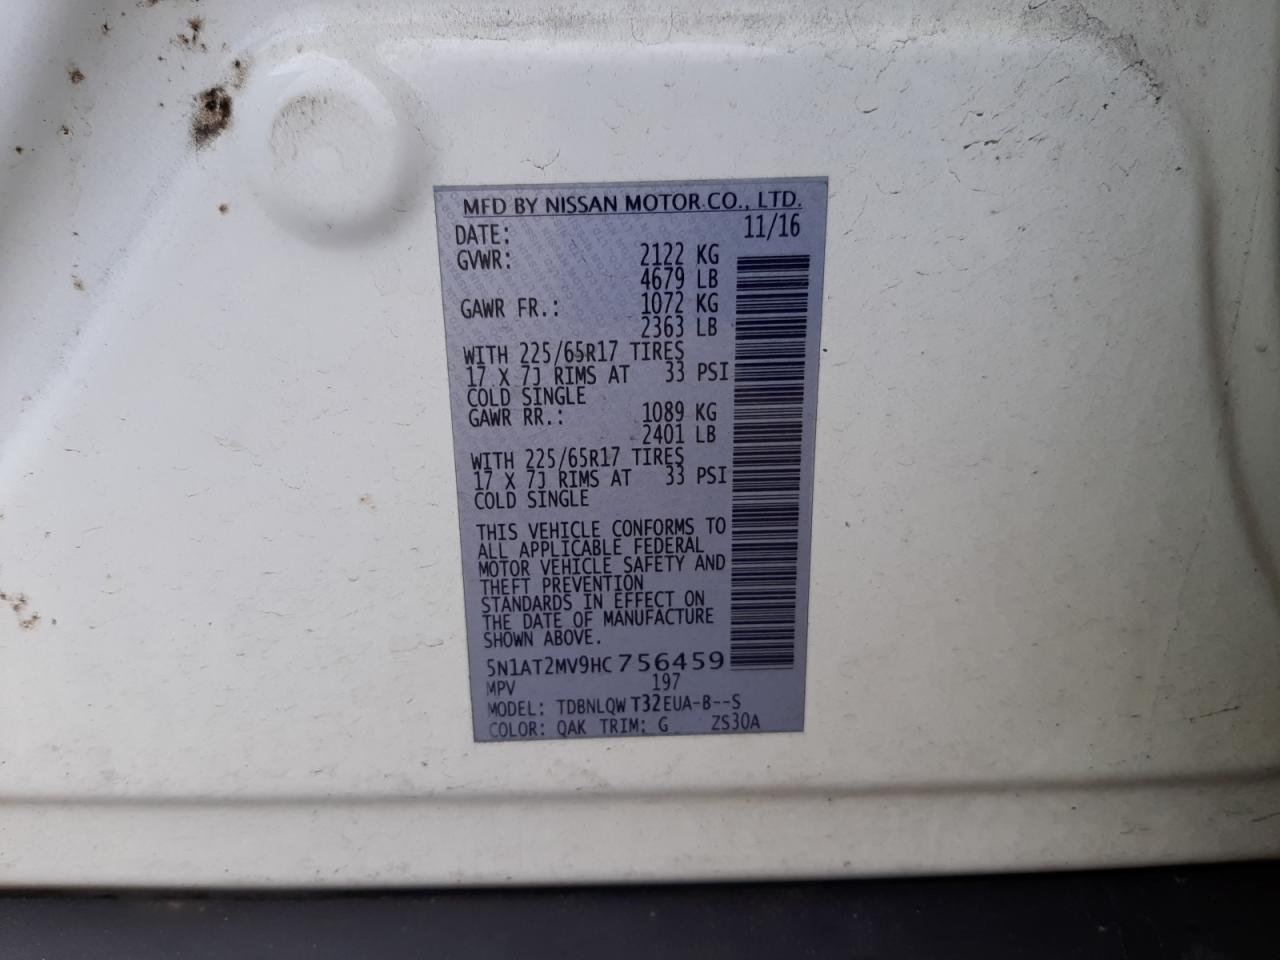 MFD BY NISSAN MOTOR CO., LTD.
DATE: 11/16
GVWR: 2122 KG
4679 LB
GAWR FR.: 1072 KG
2363 LB
WITH 225/65R17 TIRES
17 X 7J RIMS AT 33 PSI
COLD SINGLE
GAWR RR.: 1089 KG
2401 LB
WITH 225/65R17 TIRES
17 X 7J RIMS AT 33 PSI
COLD SINGLE
THIS VEHICLE CONFORMS TO
ALL APPLICABLE FEDERAL
MOTOR VEHICLE SAFETY AND
THEFT PREVENTION
STANDARDS IN EFFECT ON
THE DATE OF MANUFACTURE
SHOWN ABOVE.
5N1AT2MV9HC756459
MPV 197
MODEL: TDBNLQW T32EUA-B--S
COLOR: QAK TRIM: G ZS30A